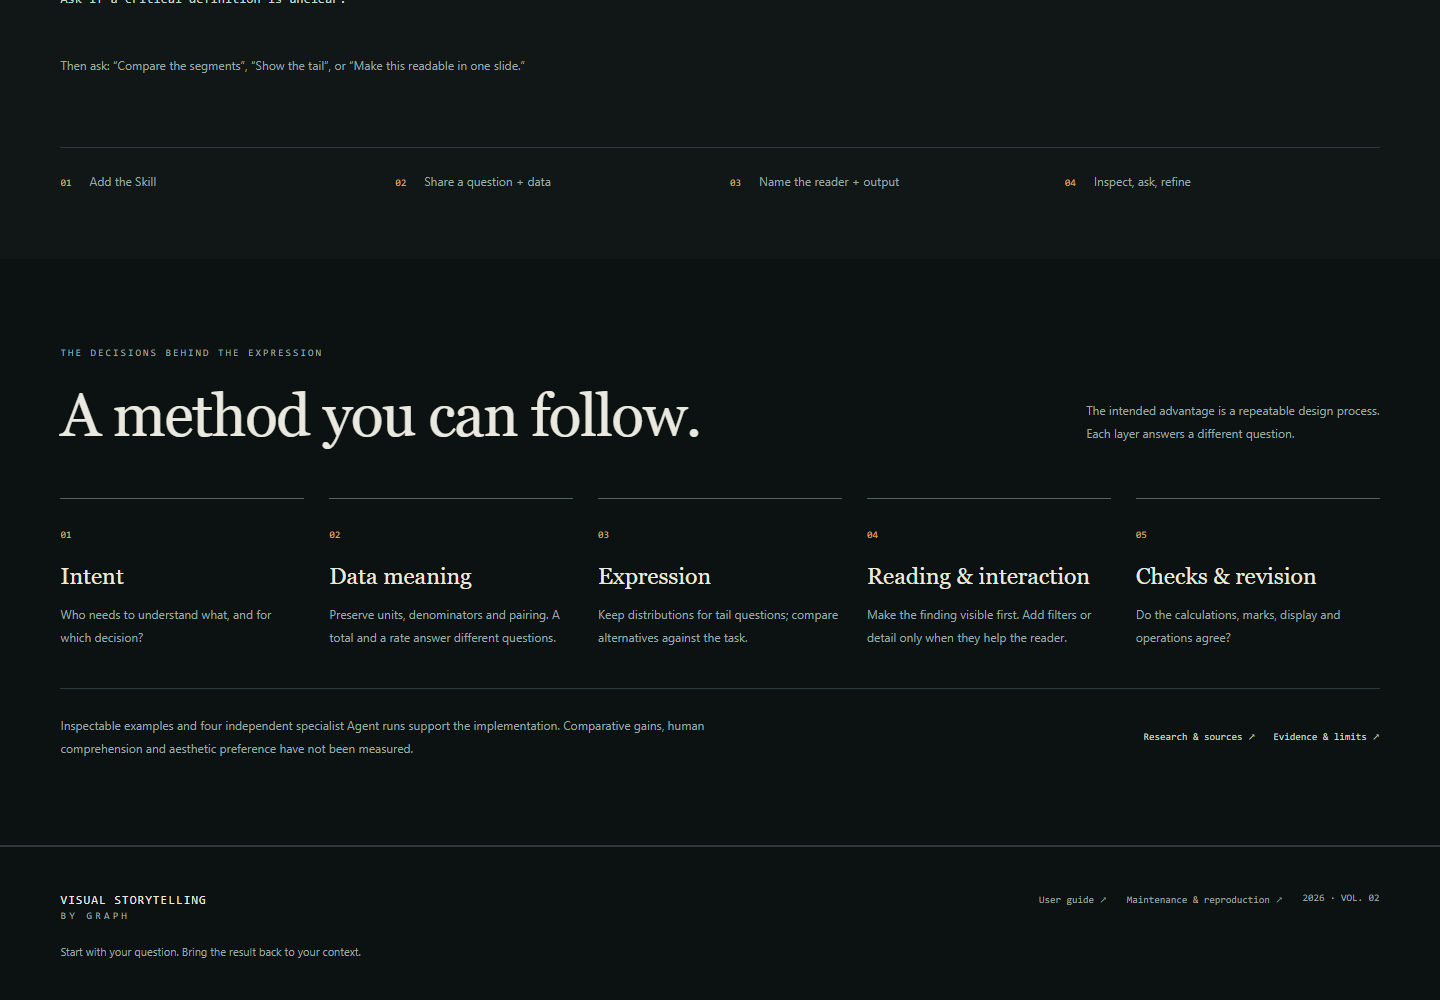 Ask if a critical definition is unclear.
Then ask: “Compare the segments”, “Show the tail”, or “Make this readable in one slide.”
01 Add the Skill
02 Share a question + data
03 Name the reader + output
04 Inspect, ask, refine
THE DECISIONS BEHIND THE EXPRESSION
A method you can follow.
The intended advantage is a repeatable design process.
Each layer answers a different question.
01
Intent
Who needs to understand what, and for
which decision?
02
Data meaning
Preserve units, denominators and pairing. A
total and a rate answer different questions.
03
Expression
Keep distributions for tail questions; compare
alternatives against the task.
04
Reading & interaction
Make the finding visible first. Add filters or
detail only when they help the reader.
05
Checks & revision
Do the calculations, marks, display and
operations agree?
Inspectable examples and four independent specialist Agent runs support the implementation. Comparative gains, human
comprehension and aesthetic preference have not been measured.
Research & sources ↗
Evidence & limits ↗
VISUAL STORYTELLING
BY GRAPH
Start with your question. Bring the result back to your context.
User guide ↗
Maintenance & reproduction ↗
2026 · VOL. 02